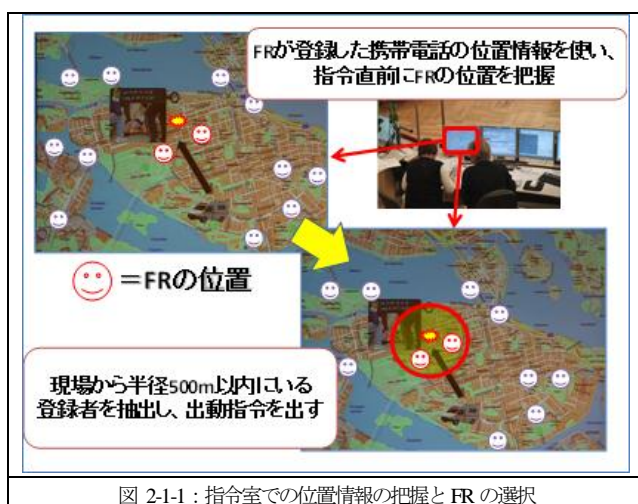 FRが登録した携帯電話の位置情報を使い、
指令直前にFRの位置を把握
＝FRの位置
現場から半径500m以内にいる
登録者を抽出し、出動指令を出す
図 2-1-1：指令室での位置情報の把握と FR の選択